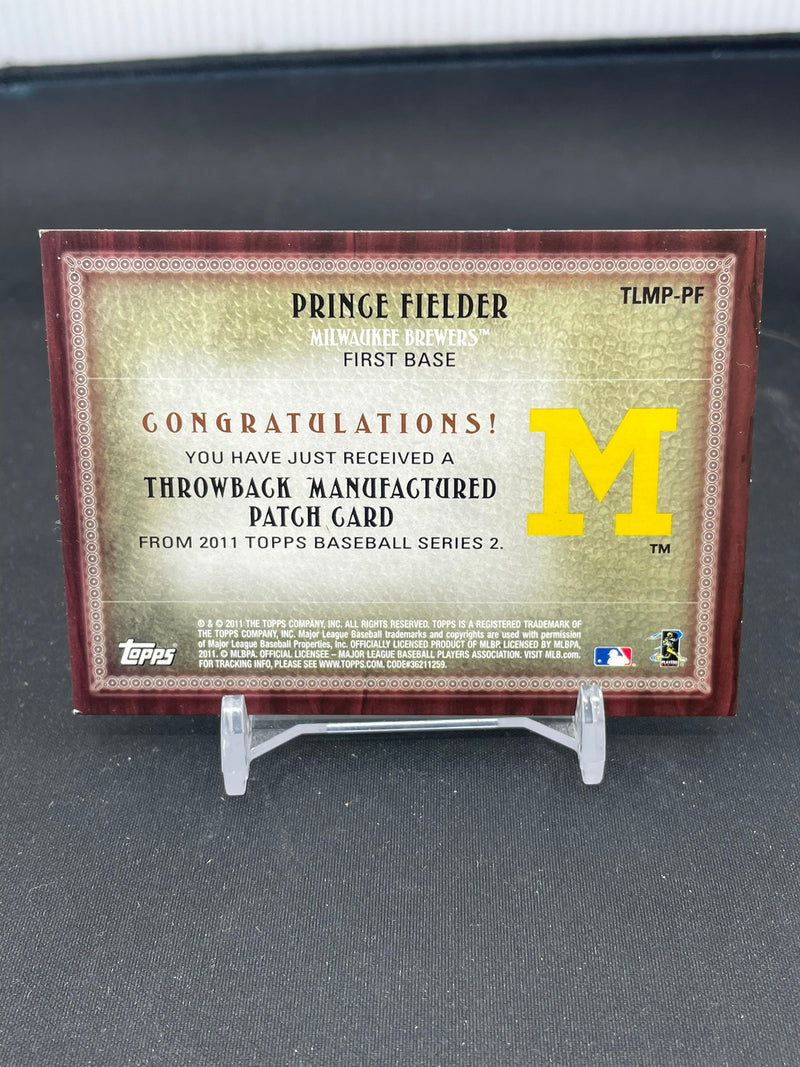 TLMP-PF
PRINCE FIELDER
MILWAUKEE BREWERS™
FIRST BASE
CONGRATULATIONS!
YOU HAVE JUST RECEIVED A
THROWBACK MANUFACTURED
PATCH CARD
FROM 2011 TOPPS BASEBALL SERIES 2.
M
TM
® & © 2011 THE TOPPS COMPANY, INC. ALL RIGHTS RESERVED. TOPPS IS A REGISTERED TRADEMARK OF
THE TOPPS COMPANY, INC. Major League Baseball trademarks and copyrights are used with permission
of Major League Baseball Properties, Inc. OFFICIALLY LICENSED PRODUCT OF MLBP. LICENSED BY MLBPA,
2011. © MLBPA. OFFICIAL LICENSEE – MAJOR LEAGUE BASEBALL PLAYERS ASSOCIATION. VISIT MLB.com.
FOR TRACKING INFO, PLEASE SEE WWW.TOPPS.COM. CODE#36211259.
topps
PLAYERS